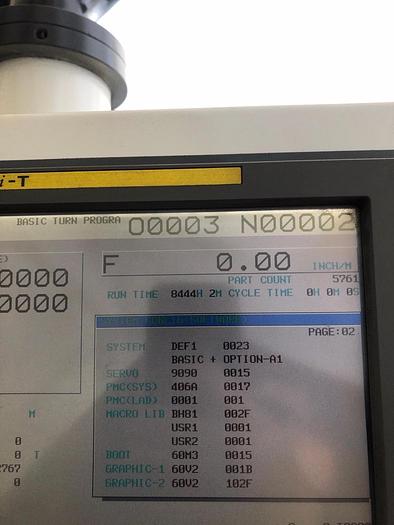 i-T
BASIC TURN PROGRA O0003 N00002
0000
0000
F 0.00 INCH/M
PART COUNT 5761
RUN TIME 8444H 2M CYCLE TIME 0H 0M 0S
PAGE:02
SYSTEM DEF1 0023
BASIC + OPTION-A1
SERVO 9090 0015
PMC(SYS) 406A 0017
PMC(LAD) 0001 001
MACRO LIB BH81 002F
M
USR1 0001
0
USR2 0001
0 T
BOOT 60M3 0015
2767
GRAPHIC-1 60V2 001B
0
GRAPHIC-2 60V2 102F